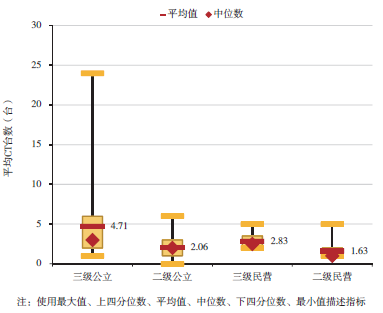 平均值 中位数
平均CT台数（台）
30
25
20
15
10
5
0
4.71
2.06
2.83
1.63
三级公立 二级公立 三级民营 二级民营
注：使用最大值、上四分位数、平均值、中位数、下四分位数、最小值描述指标